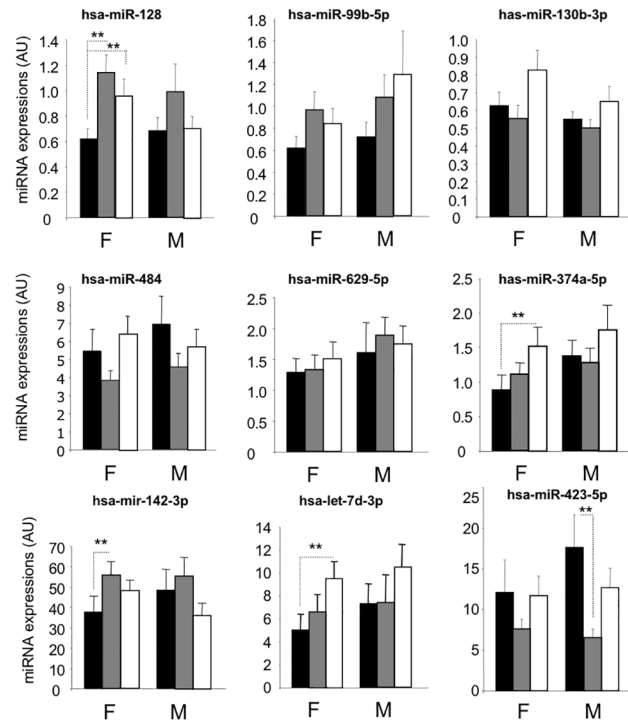 hsa-miR-128
hsa-miR-99b-5p
has-miR-130b-3p
miRNA expressions (AU)
1.4
1.2
1.0
0.8
0.6
0.4
0.2
0
**
**
F
M
1.8
1.6
1.4
1.2
1.0
0.8
0.6
0.4
0.2
0
F
M
1.0
0.9
0.8
0.7
0.6
0.5
0.4
0.3
0.2
0.1
0
F
M
hsa-miR-484
hsa-miR-629-5p
has-miR-374a-5p
miRNA expressions (AU)
9
8
7
6
5
4
3
2
1
0
F
M
2.5
2.0
1.5
1.0
0.5
0
F
M
2.5
2.0
1.5
1.0
0.5
0
**
F
M
hsa-mir-142-3p
hsa-let-7d-3p
hsa-miR-423-5p
miRNA expressions (AU)
70
60
50
40
30
20
10
0
**
F
M
14
12
10
8
6
4
2
0
**
F
M
25
20
15
10
5
0
**
F
M